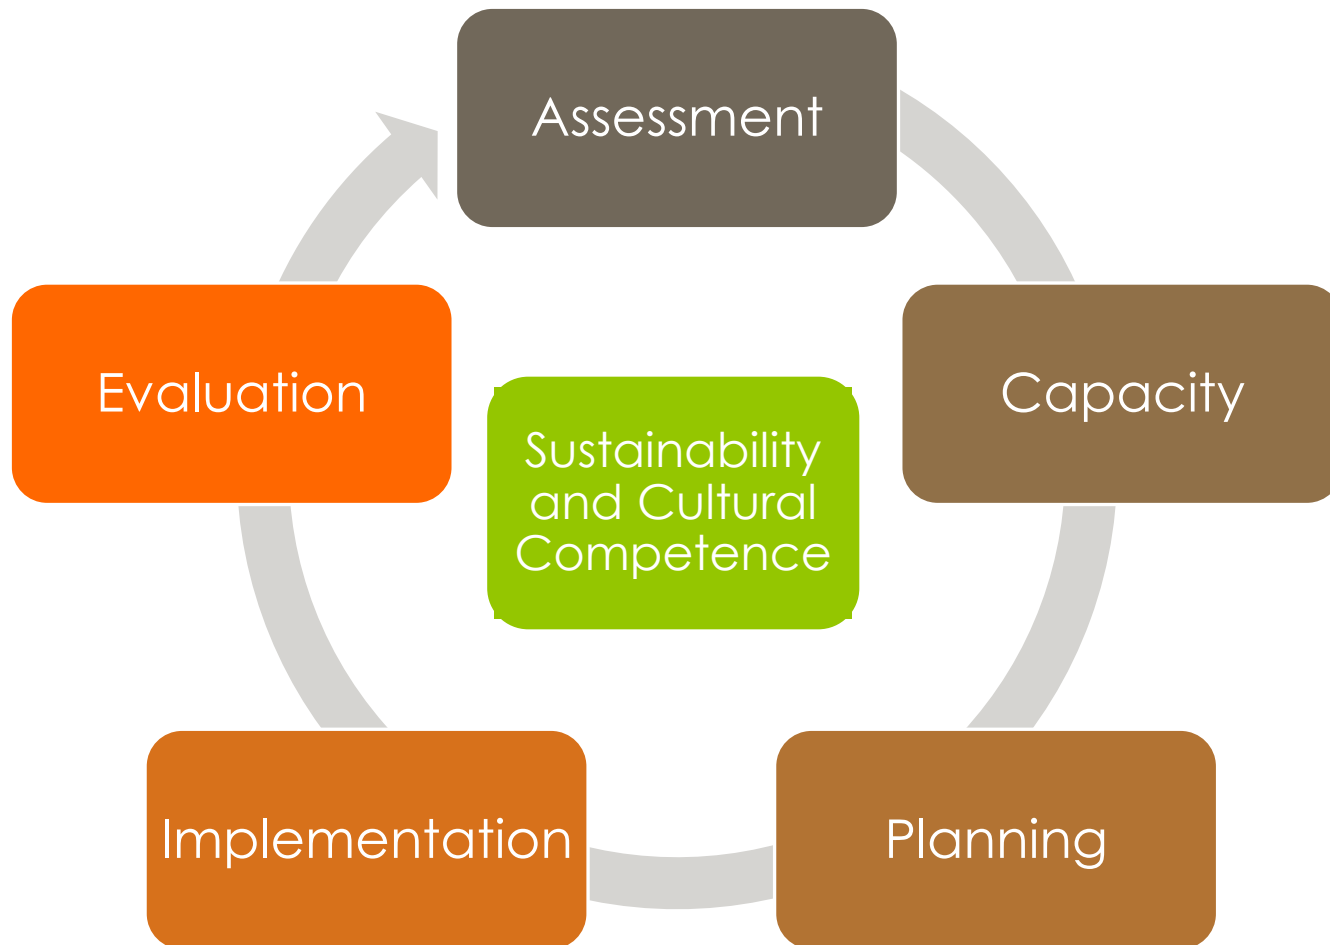 Assessment
Capacity
Planning
Implementation
Evaluation
Sustainability
and Cultural
Competence